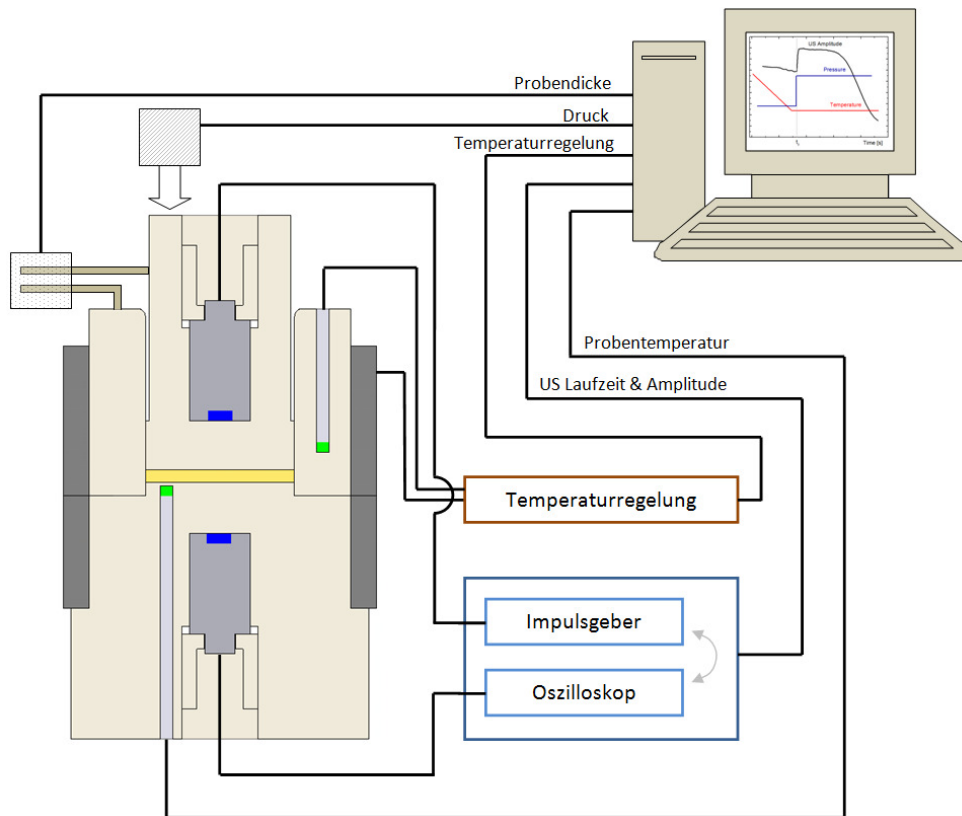 US Amplitude
Pressure
Temperature
Time [s]
Probendicke
Druck
Temperaturregelung
Probentemperatur
US Laufzeit & Amplitude
Temperaturregelung
Impulsgeber
Oszilloskop